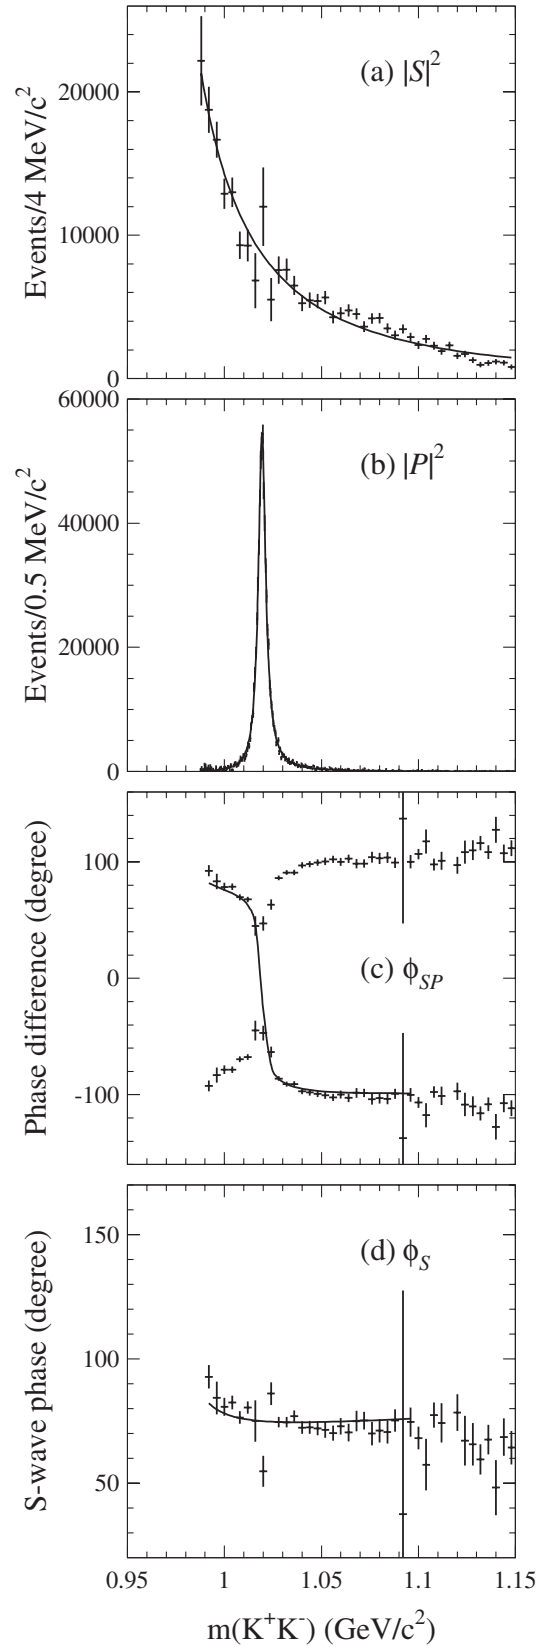 (a) |S|²
20000
10000
0
Events/4 MeV/c²
(b) |P|²
60000
40000
20000
0
Events/0.5 MeV/c²
(c) ϕSP
100
0
-100
Phase difference (degree)
(d) ϕS
150
100
50
S-wave phase (degree)
0.95 1 1.05 1.1 1.15
m(K⁺K⁻) (GeV/c²)